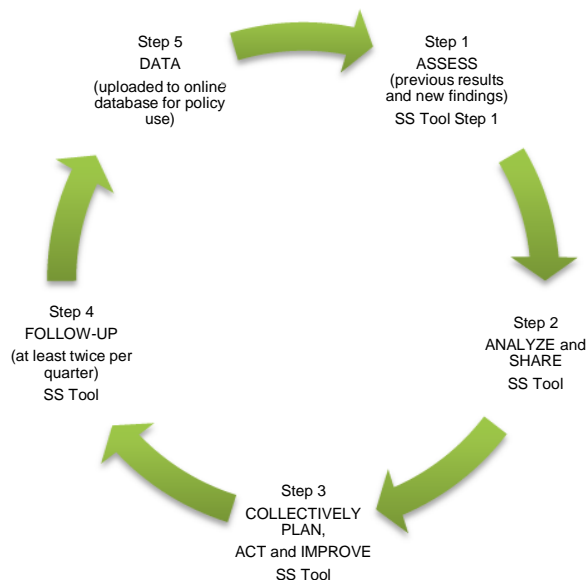 Step 1
ASSESS
(previous results
and new findings)
SS Tool Step 1
Step 2
ANALYZE and
SHARE
SS Tool
Step 3
COLLECTIVELY
PLAN,
ACT and IMPROVE
SS Tool
Step 4
FOLLOW-UP
(at least twice per
quarter)
SS Tool
Step 5
DATA
(uploaded to online
database for policy
use)